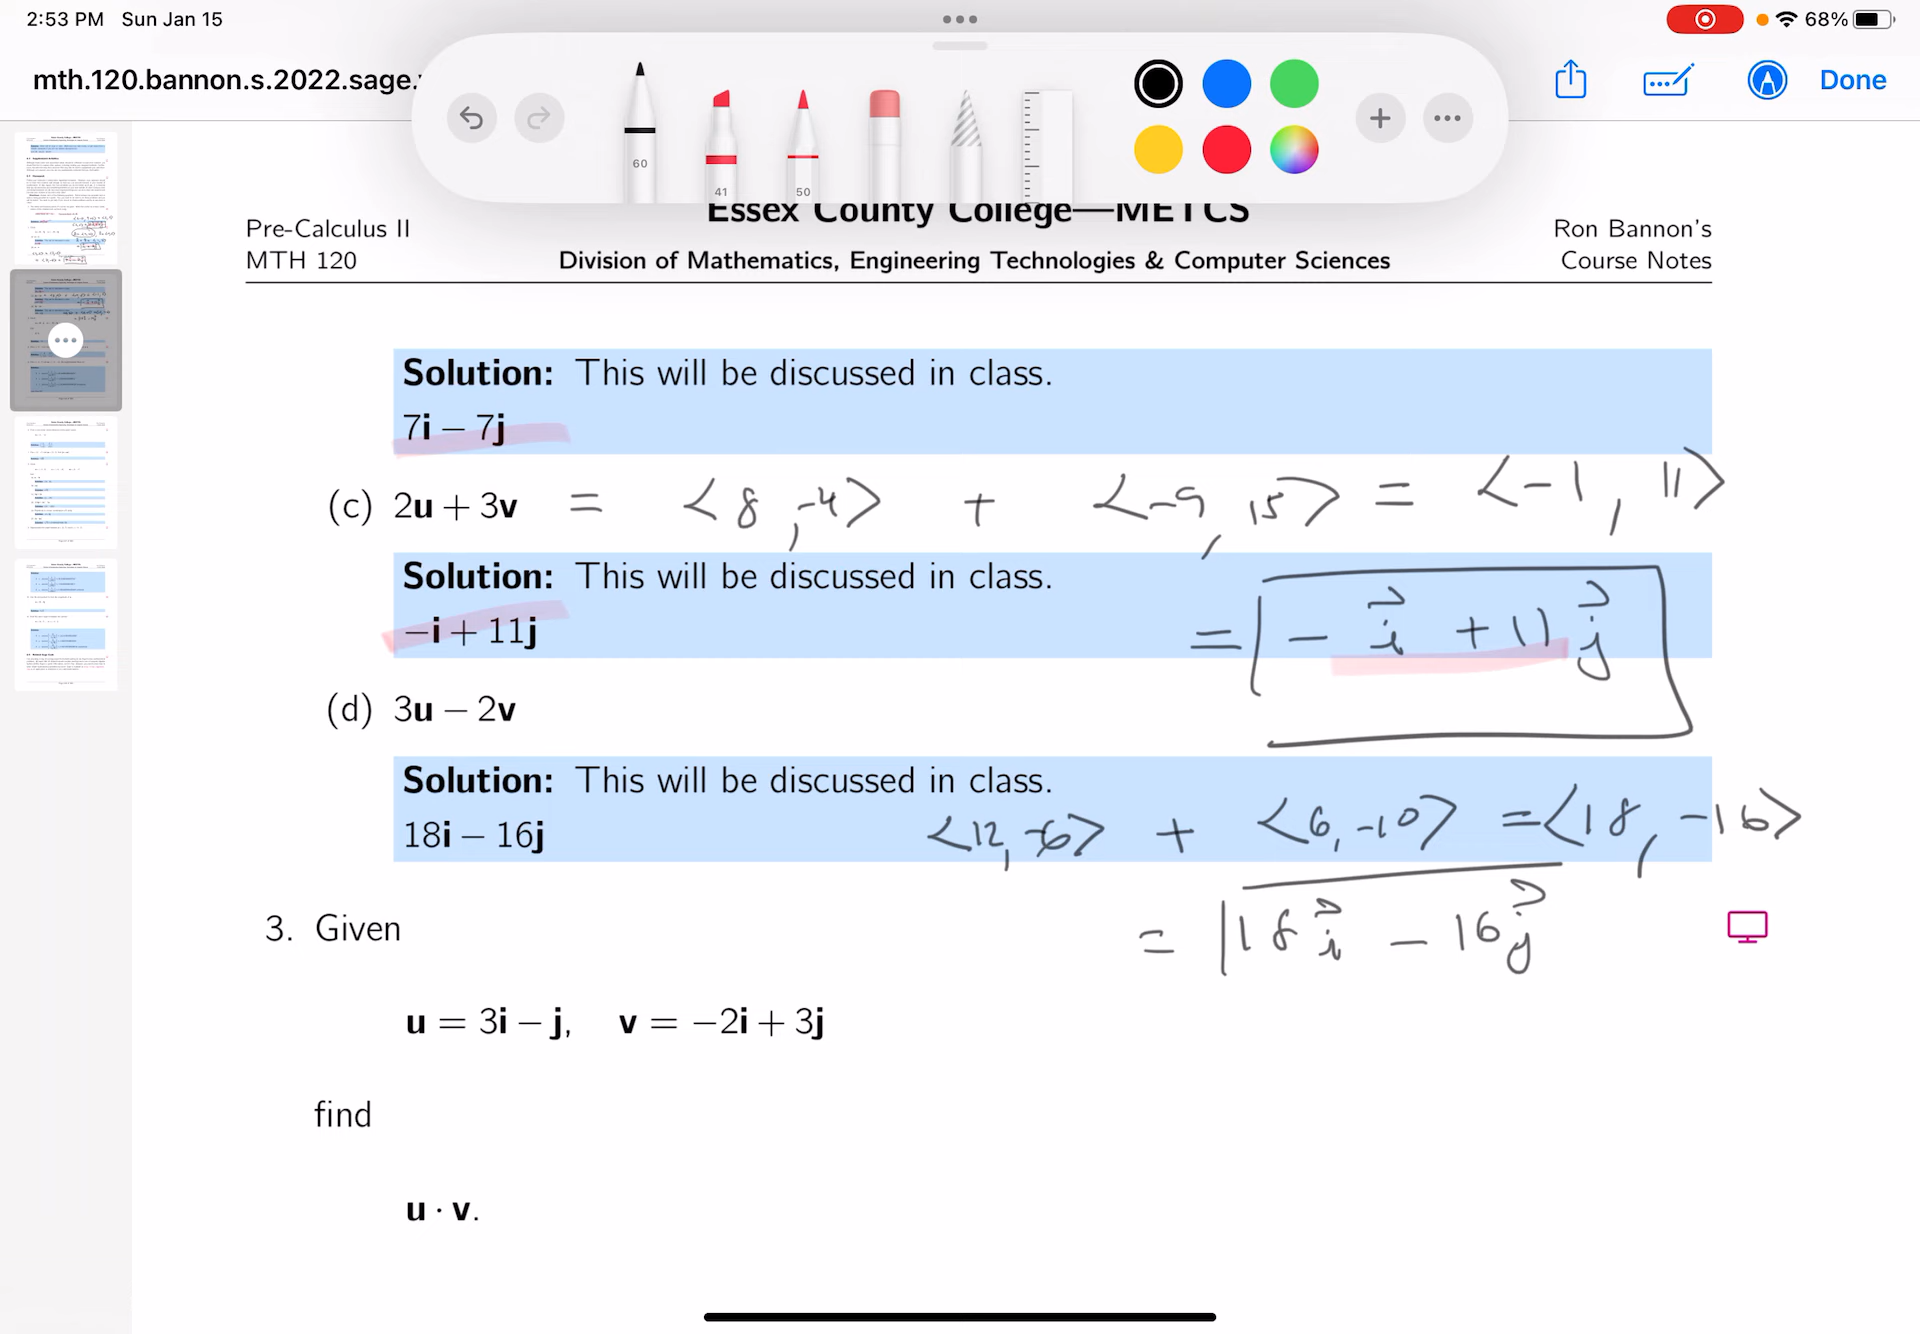 2:53 PM Sun Jan 15
68%
mth.120.bannon.s.2022.sage.
Done
60
41
50
Pre-Calculus II
MTH 120
Essex County College—METCS
Division of Mathematics, Engineering Technologies & Computer Sciences
Ron Bannon's
Course Notes
Solution: This will be discussed in class.
7i − 7j
(c) 2u + 3v = <8, -4> + <-9, 15> = <-1, 11>
Solution: This will be discussed in class.
−i + 11j
= - i⃗ + 11 j⃗
(d) 3u − 2v
Solution: This will be discussed in class.
18i − 16j
<12, -6> + <6, -10> = <18, -16>
= 18 i⃗ - 16 j⃗
3. Given
u = 3i − j, v = −2i + 3j
find
u · v.